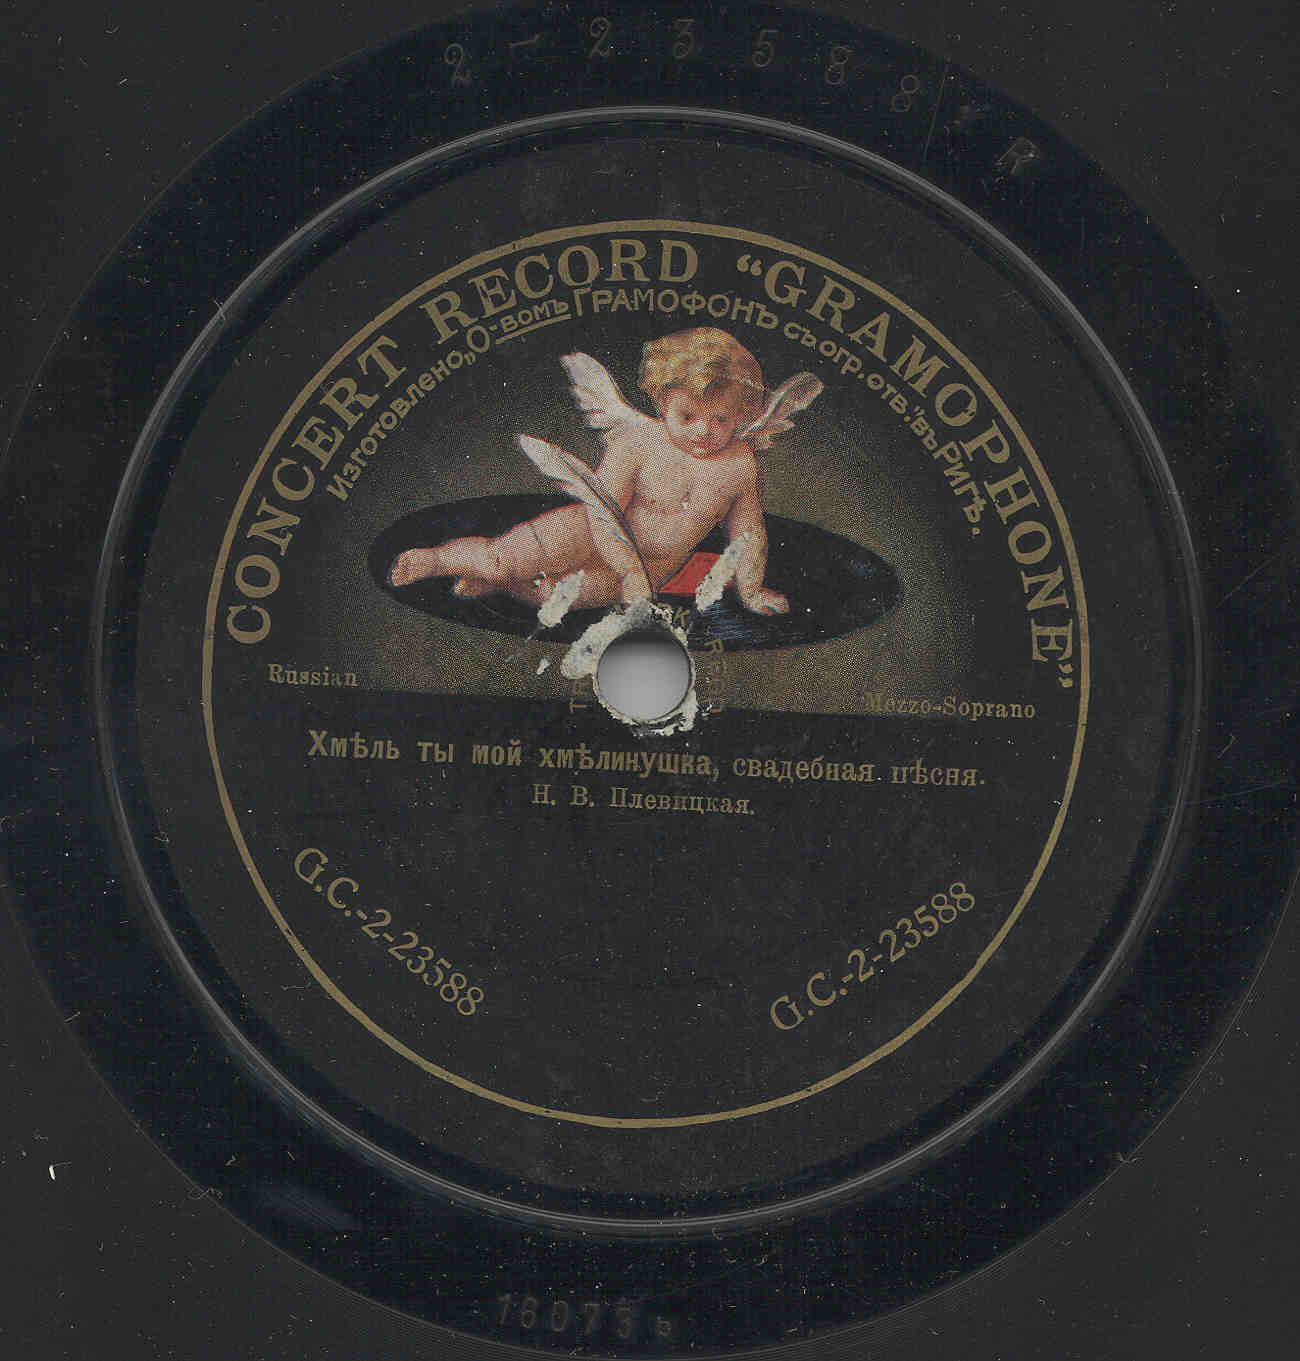 2-23588 R
CONCERT RECORD “GRAMOPHONE”
Изготовлено „О-вомъ ГРАМОФОНЪ съ огр. отв." въ Ригѣ.
Russian
Mezzo-Soprano
Хмѣль ты мой хмѣлинушка, свадебная пѣсня.
Н. В. Плевицкая.
G.C.-2-23588
G.C.-2-23588
16073 b